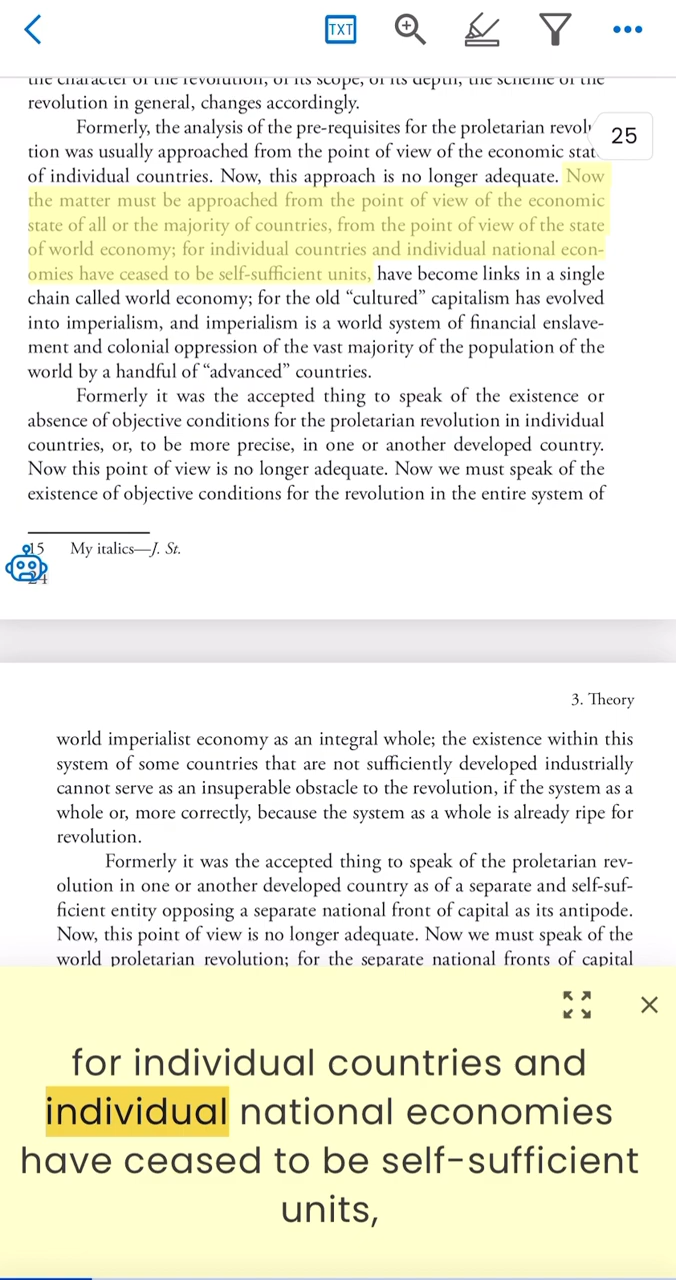 TXT
the character of the revolution, of its scope, of its depth, the scheme of the
revolution in general, changes accordingly.
Formerly, the analysis of the pre-requisites for the proletarian revolu
25
tion was usually approached from the point of view of the economic stat
of individual countries. Now, this approach is no longer adequate. Now
the matter must be approached from the point of view of the economic
state of all or the majority of countries, from the point of view of the state
of world economy; for individual countries and individual national econ-
omies have ceased to be self-sufficient units, have become links in a single
chain called world economy; for the old “cultured” capitalism has evolved
into imperialism, and imperialism is a world system of financial enslave-
ment and colonial oppression of the vast majority of the population of the
world by a handful of “advanced” countries.
Formerly it was the accepted thing to speak of the existence or
absence of objective conditions for the proletarian revolution in individual
countries, or, to be more precise, in one or another developed country.
Now this point of view is no longer adequate. Now we must speak of the
existence of objective conditions for the revolution in the entire system of
15 My italics—J. St.
24
3. Theory
world imperialist economy as an integral whole; the existence within this
system of some countries that are not sufficiently developed industrially
cannot serve as an insuperable obstacle to the revolution, if the system as a
whole or, more correctly, because the system as a whole is already ripe for
revolution.
Formerly it was the accepted thing to speak of the proletarian rev-
olution in one or another developed country as of a separate and self-suf-
ficient entity opposing a separate national front of capital as its antipode.
Now, this point of view is no longer adequate. Now we must speak of the
world proletarian revolution; for the separate national fronts of capital
for individual countries and
individual national economies
have ceased to be self-sufficient
units,